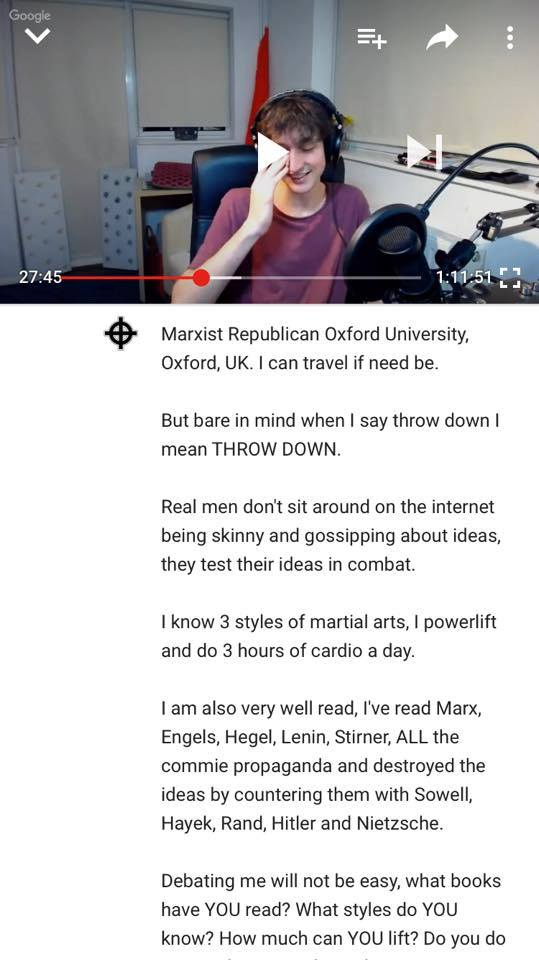 Google
27:45
1:11:51
Marxist Republican Oxford University,
Oxford, UK. I can travel if need be.
But bare in mind when I say throw down I
mean THROW DOWN.
Real men don't sit around on the internet
being skinny and gossipping about ideas,
they test their ideas in combat.
I know 3 styles of martial arts, I powerlift
and do 3 hours of cardio a day.
I am also very well read, I've read Marx,
Engels, Hegel, Lenin, Stirner, ALL the
commie propaganda and destroyed the
ideas by countering them with Sowell,
Hayek, Rand, Hitler and Nietzsche.
Debating me will not be easy, what books
have YOU read? What styles do YOU
know? How much can YOU lift? Do you do